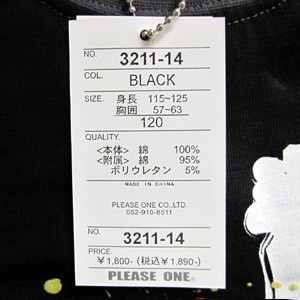 NO. 3211-14
COL. BLACK
SIZE. 身長 115~125
胸囲 57~63
120
QUALITY.
<本体> 綿 100%
<附属> 綿 95%
ポリウレタン 5%
MADE IN CHINA
PLEASE ONE CO.,LTD.
052-910-8511
NO. 3211-14
PRICE
¥1,800- (税込¥1,890-)
PLEASE ONE®